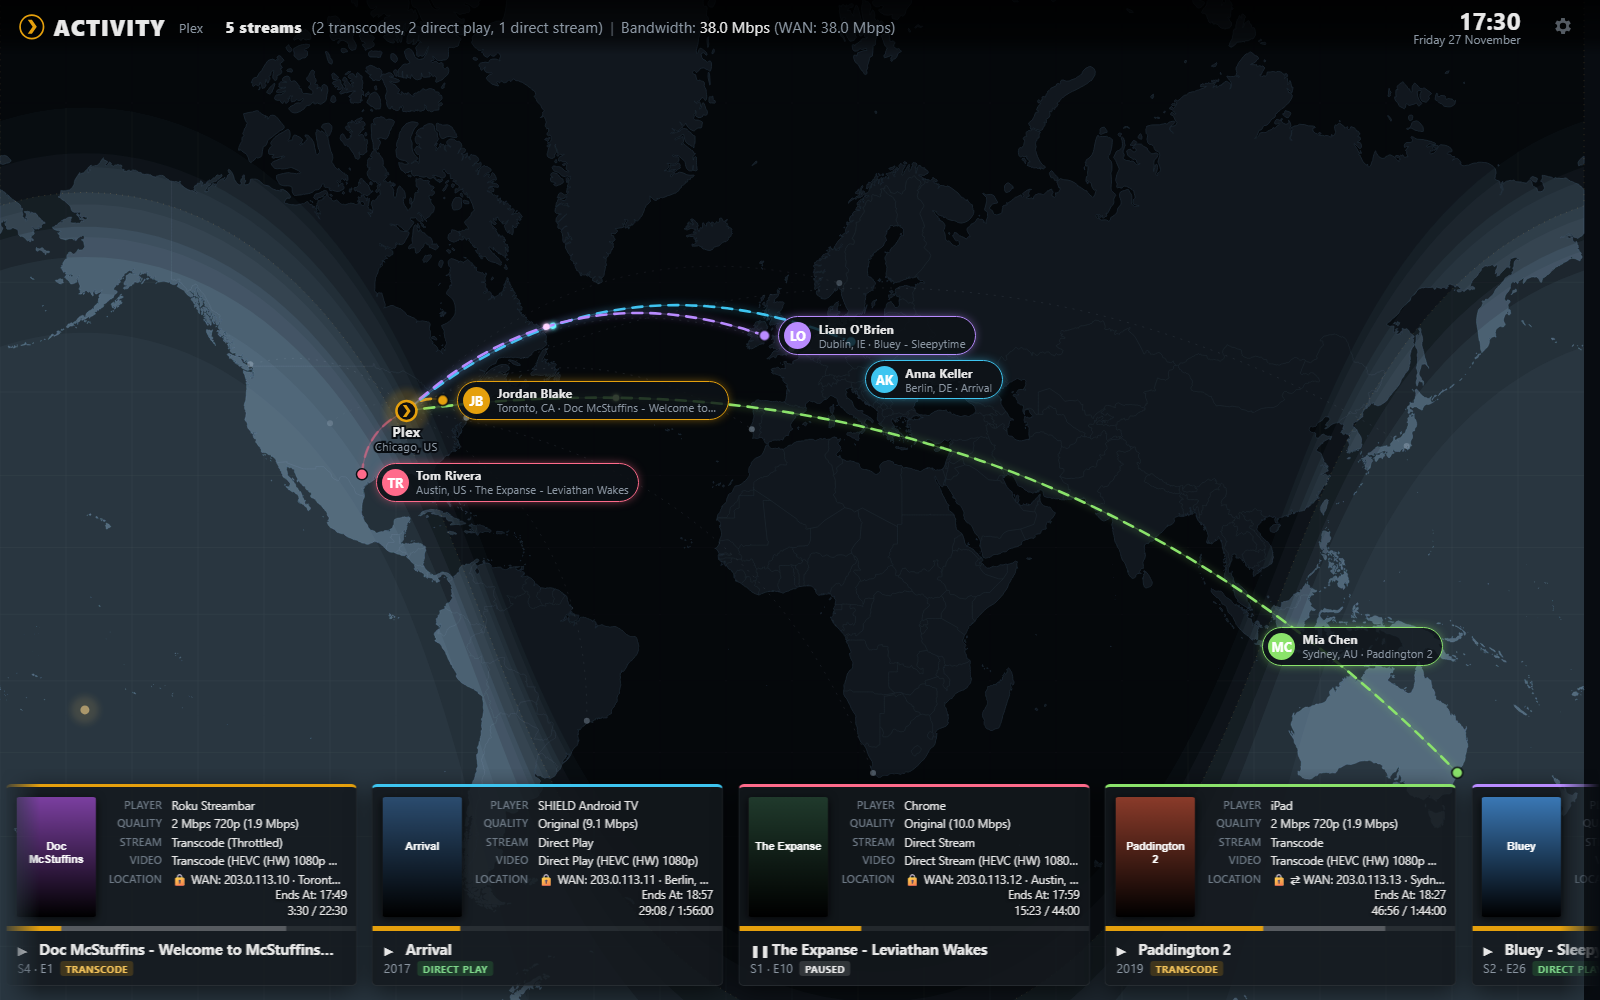 ACTIVITY Plex 5 streams (2 transcodes, 2 direct play, 1 direct stream) | Bandwidth: 38.0 Mbps (WAN: 38.0 Mbps)
17:30
Friday 27 November
LO Liam O'Brien
Dublin, IE · Bluey - Sleepytime
AK Anna Keller
Berlin, DE · Arrival
JB Jordan Blake
Toronto, CA · Doc McStuffins - Welcome to...
Plex
Chicago, US
TR Tom Rivera
Austin, US · The Expanse - Leviathan Wakes
MC Mia Chen
Sydney, AU · Paddington 2
Doc
McStuffins
PLAYER Roku Streambar
QUALITY 2 Mbps 720p (1.9 Mbps)
STREAM Transcode (Throttled)
VIDEO Transcode (HEVC (HW) 1080p ...
LOCATION WAN: 203.0.113.10 · Toront...
Ends At: 17:49
3:30 / 22:30
Doc McStuffins - Welcome to McStuffins...
S4 · E1 TRANSCODE
Arrival
PLAYER SHIELD Android TV
QUALITY Original (9.1 Mbps)
STREAM Direct Play
VIDEO Direct Play (HEVC (HW) 1080p)
LOCATION WAN: 203.0.113.11 · Berlin, ...
Ends At: 18:57
29:08 / 1:56:00
Arrival
2017 DIRECT PLAY
The Expanse
PLAYER Chrome
QUALITY Original (10.0 Mbps)
STREAM Direct Stream
VIDEO Direct Stream (HEVC (HW) 1080...
LOCATION WAN: 203.0.113.12 · Austin, ...
Ends At: 17:59
15:23 / 44:00
The Expanse - Leviathan Wakes
S1 · E10 PAUSED
Paddington
2
PLAYER iPad
QUALITY 2 Mbps 720p (1.9 Mbps)
STREAM Transcode
VIDEO Transcode (HEVC (HW) 1080p ...
LOCATION ⇄ WAN: 203.0.113.13 · Sydn...
Ends At: 18:27
46:56 / 1:44:00
Paddington 2
2019 TRANSCODE
Bluey
Bluey - Sleep
S2 · E26 DIRECT PLA